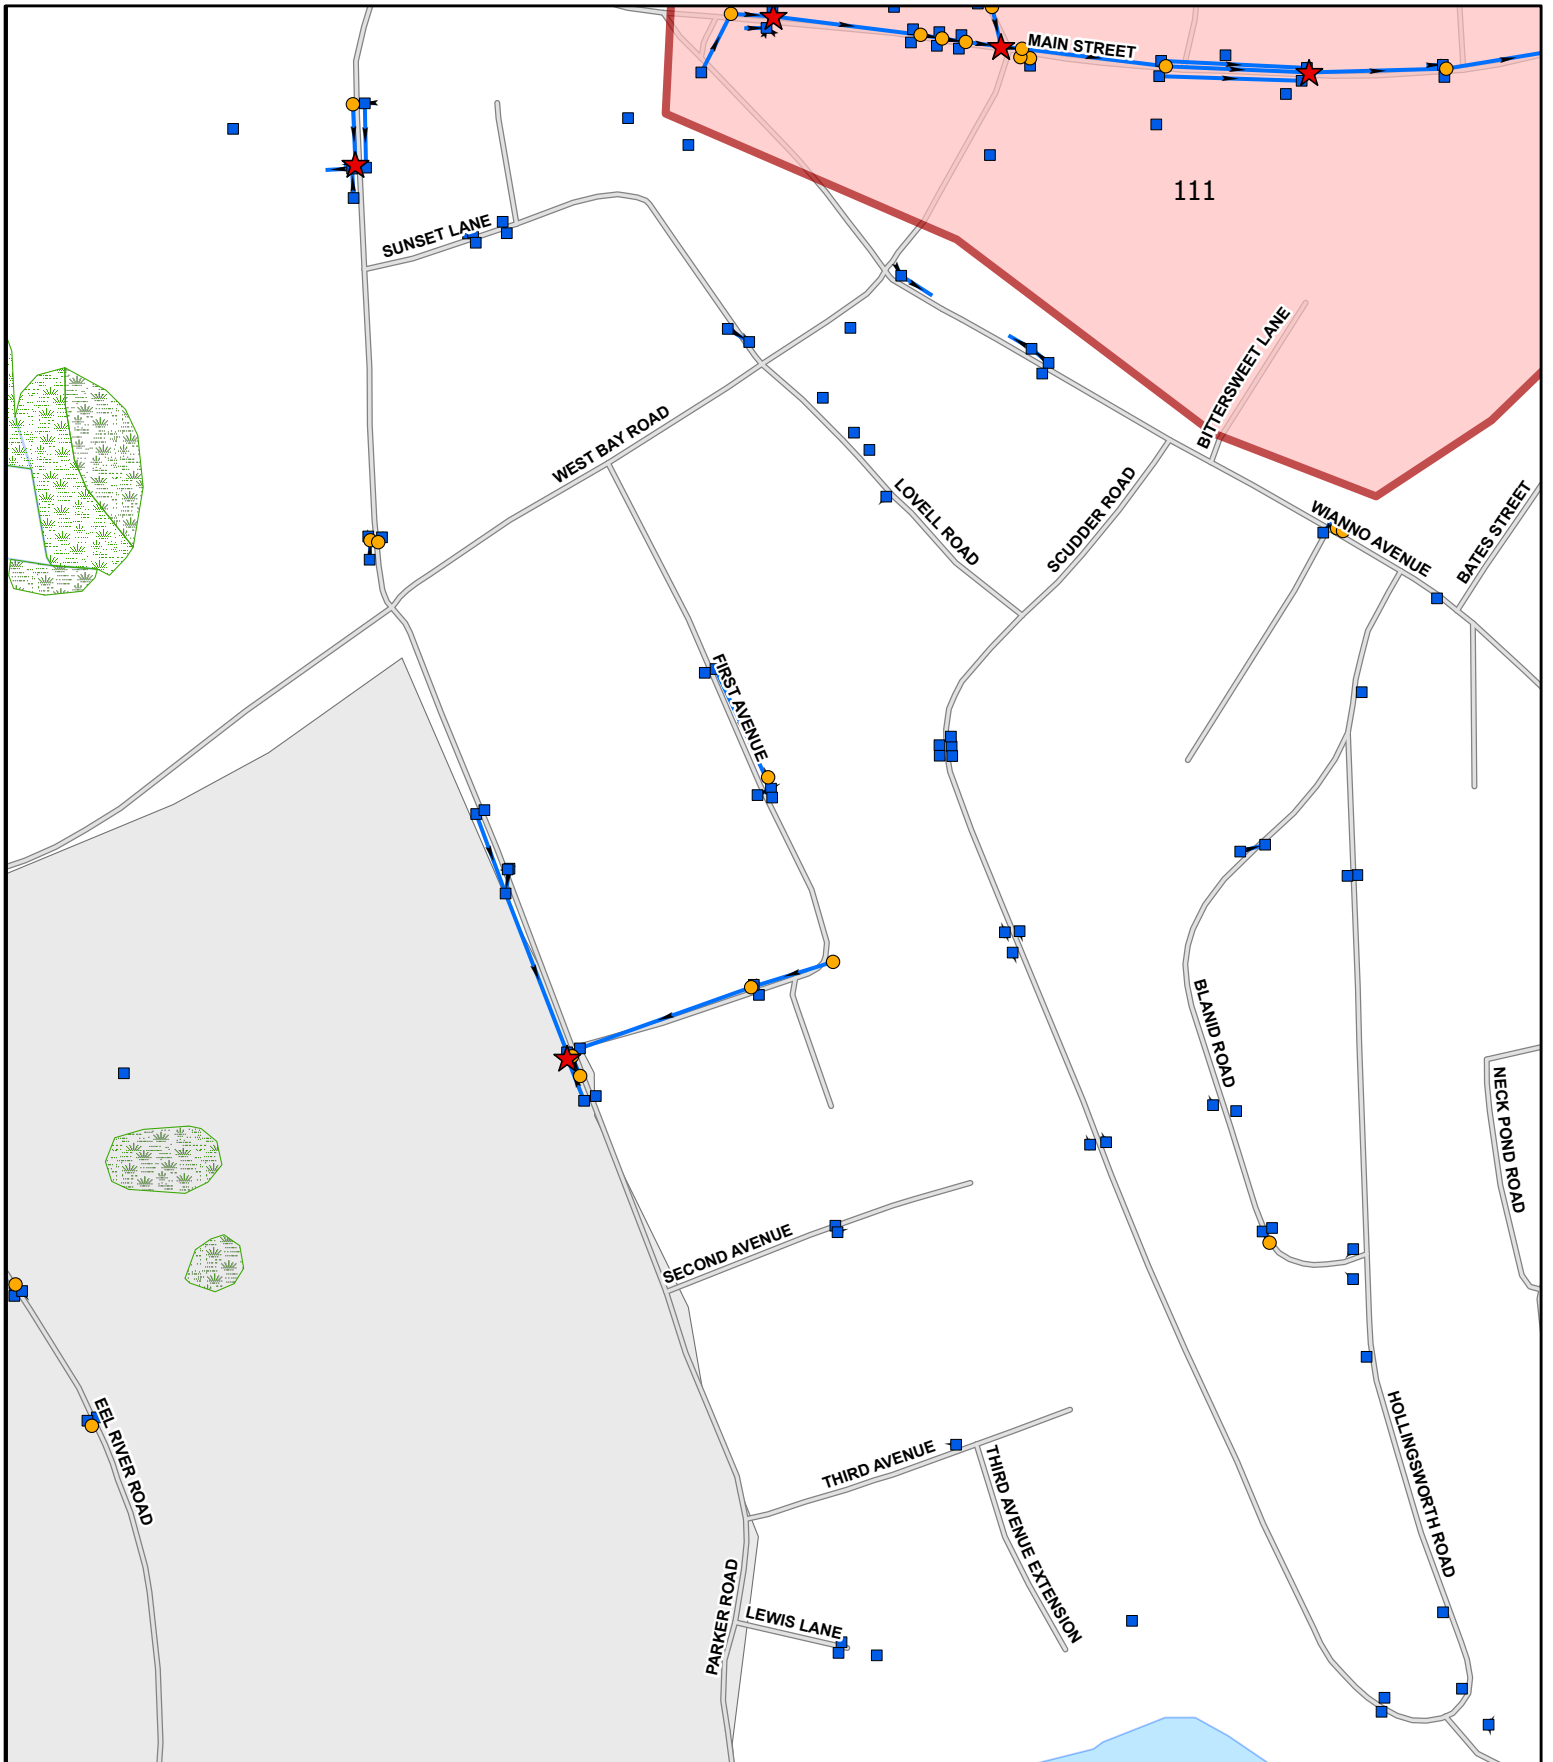 MAIN STREET
111
SUNSET LANE
BITTERSWEET LANE
WEST BAY ROAD
LOVELL ROAD
SCUDDER ROAD
WIANNO AVENUE
BATES STREET
FIRST AVENUE
BLANID ROAD
NECK POND ROAD
SECOND AVENUE
EEL RIVER ROAD
THIRD AVENUE
THIRD AVENUE EXTENSION
HOLLINGSWORTH ROAD
PARKER ROAD
LEWIS LANE